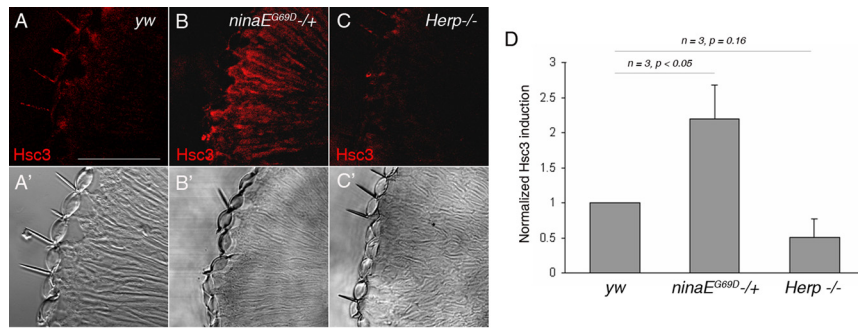 A yw
B ninaE^G69D-/+
C Herp-/-
Hsc3
Hsc3
Hsc3
A'
B'
C'
D
n = 3, p = 0.16
n = 3, p < 0.05
Normalized Hsc3 induction
3
2.5
2
1.5
1
0.5
0
yw
ninaE^G69D-/+
Herp -/-